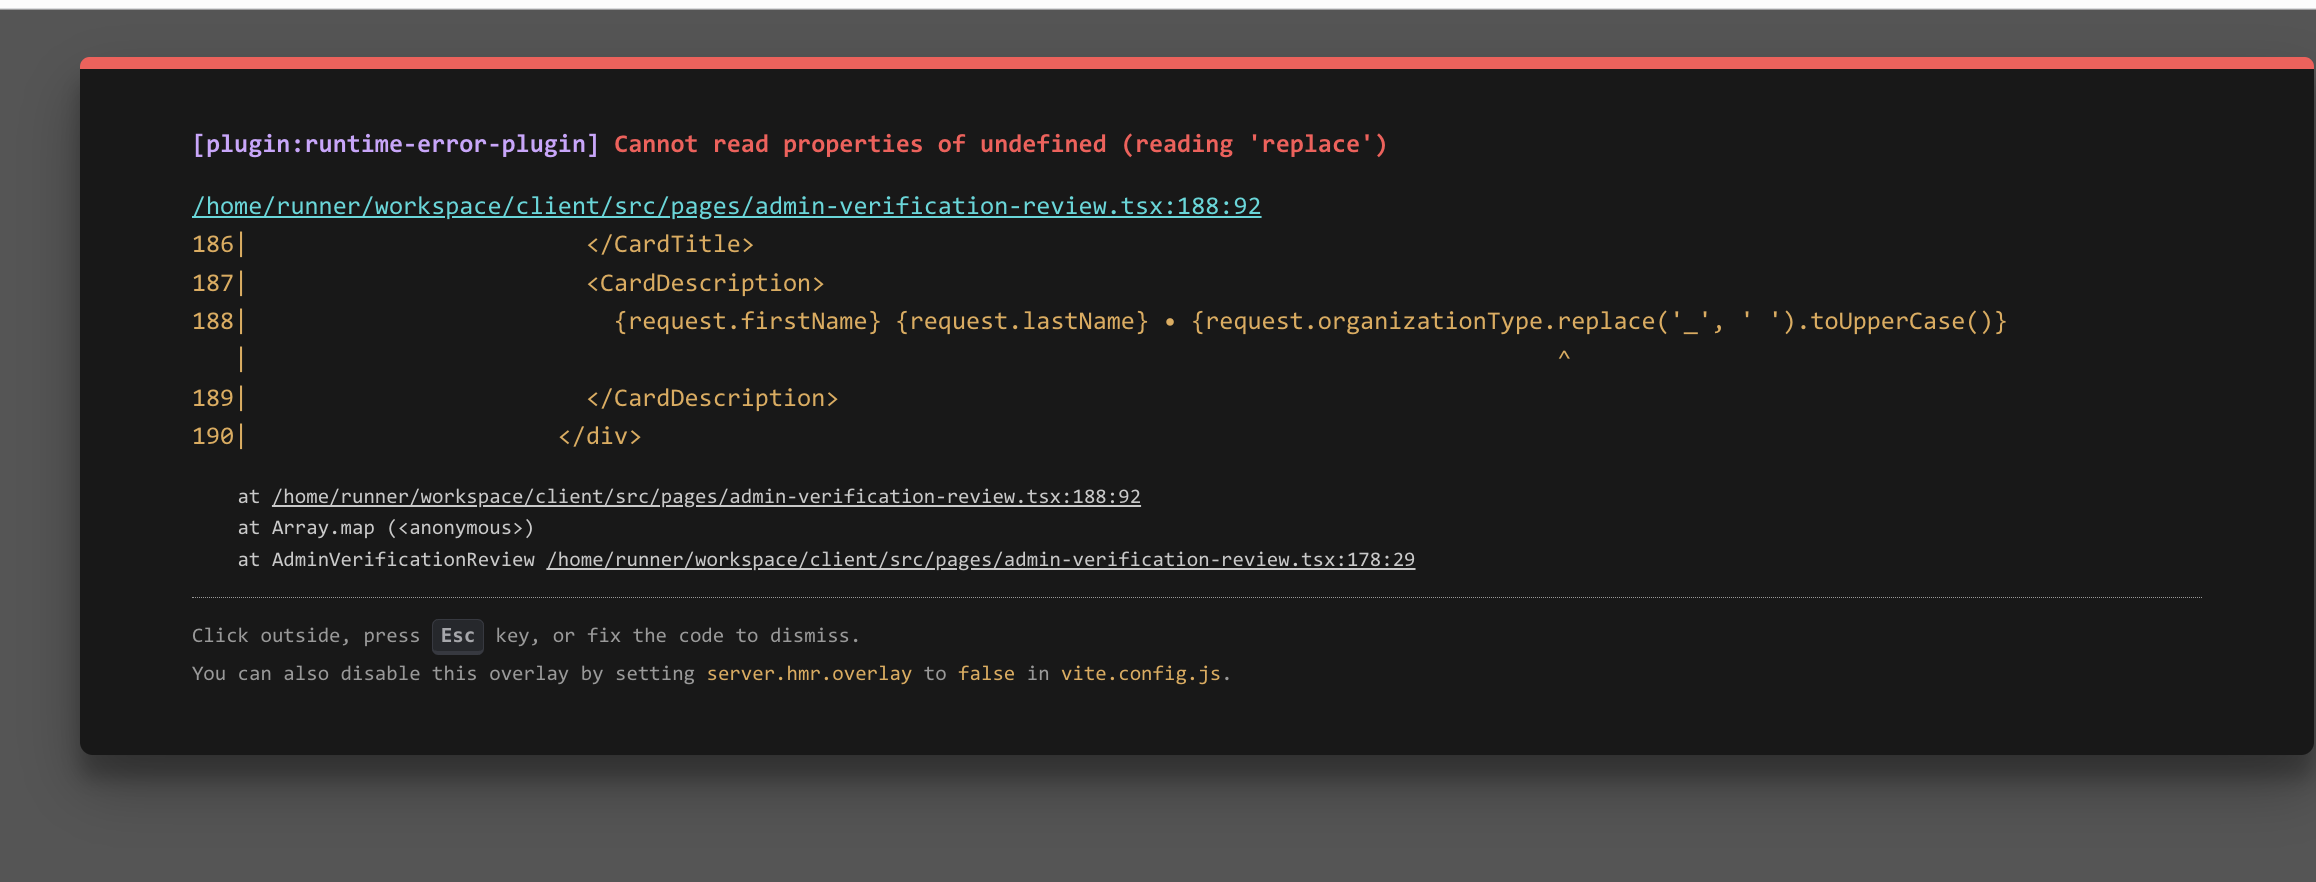 [plugin:runtime-error-plugin] Cannot read properties of undefined (reading 'replace')
/home/runner/workspace/client/src/pages/admin-verification-review.tsx:188:92
186|                        </CardTitle>
187|                        <CardDescription>
188|                          {request.firstName} {request.lastName} • {request.organizationType.replace('_', ' ').toUpperCase()}
   |                                                                                              ^
189|                        </CardDescription>
190|                      </div>
    at /home/runner/workspace/client/src/pages/admin-verification-review.tsx:188:92
    at Array.map (<anonymous>)
    at AdminVerificationReview /home/runner/workspace/client/src/pages/admin-verification-review.tsx:178:29
Click outside, press Esc key, or fix the code to dismiss.
You can also disable this overlay by setting server.hmr.overlay to false in vite.config.js.